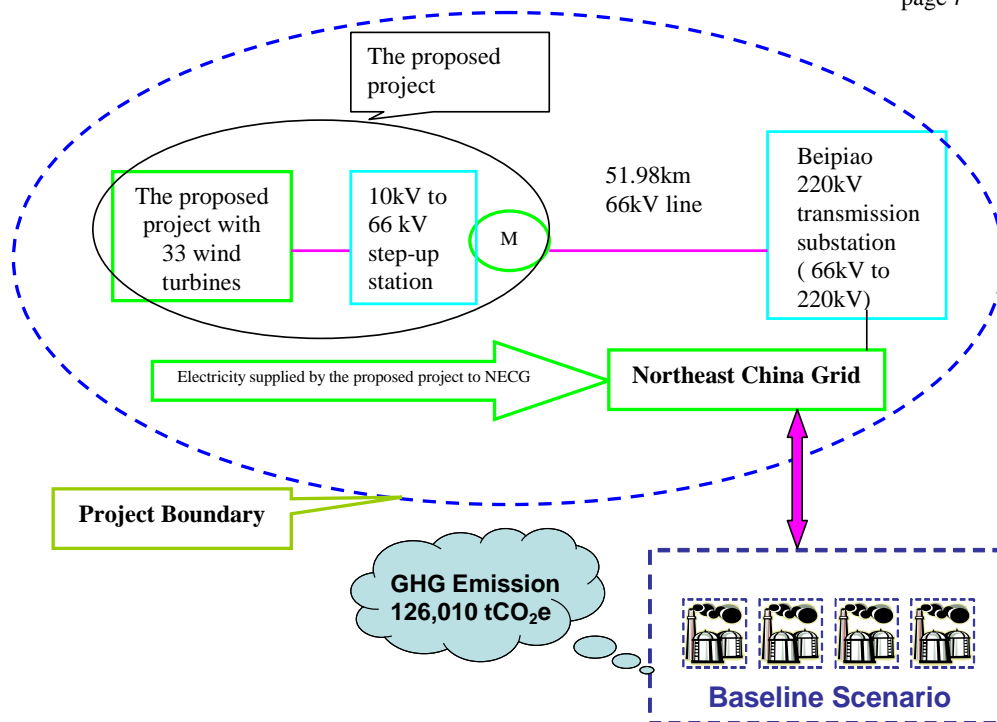 page 7
The proposed
project
The proposed
project with
33 wind
turbines
10kV to
66 kV
step-up
station
M
51.98km
66kV line
Beipiao
220kV
transmission
substation
( 66kV to
220kV)
Electricity supplied by the proposed project to NECG
Northeast China Grid
Project Boundary
GHG Emission
126,010 tCO₂e
Baseline Scenario